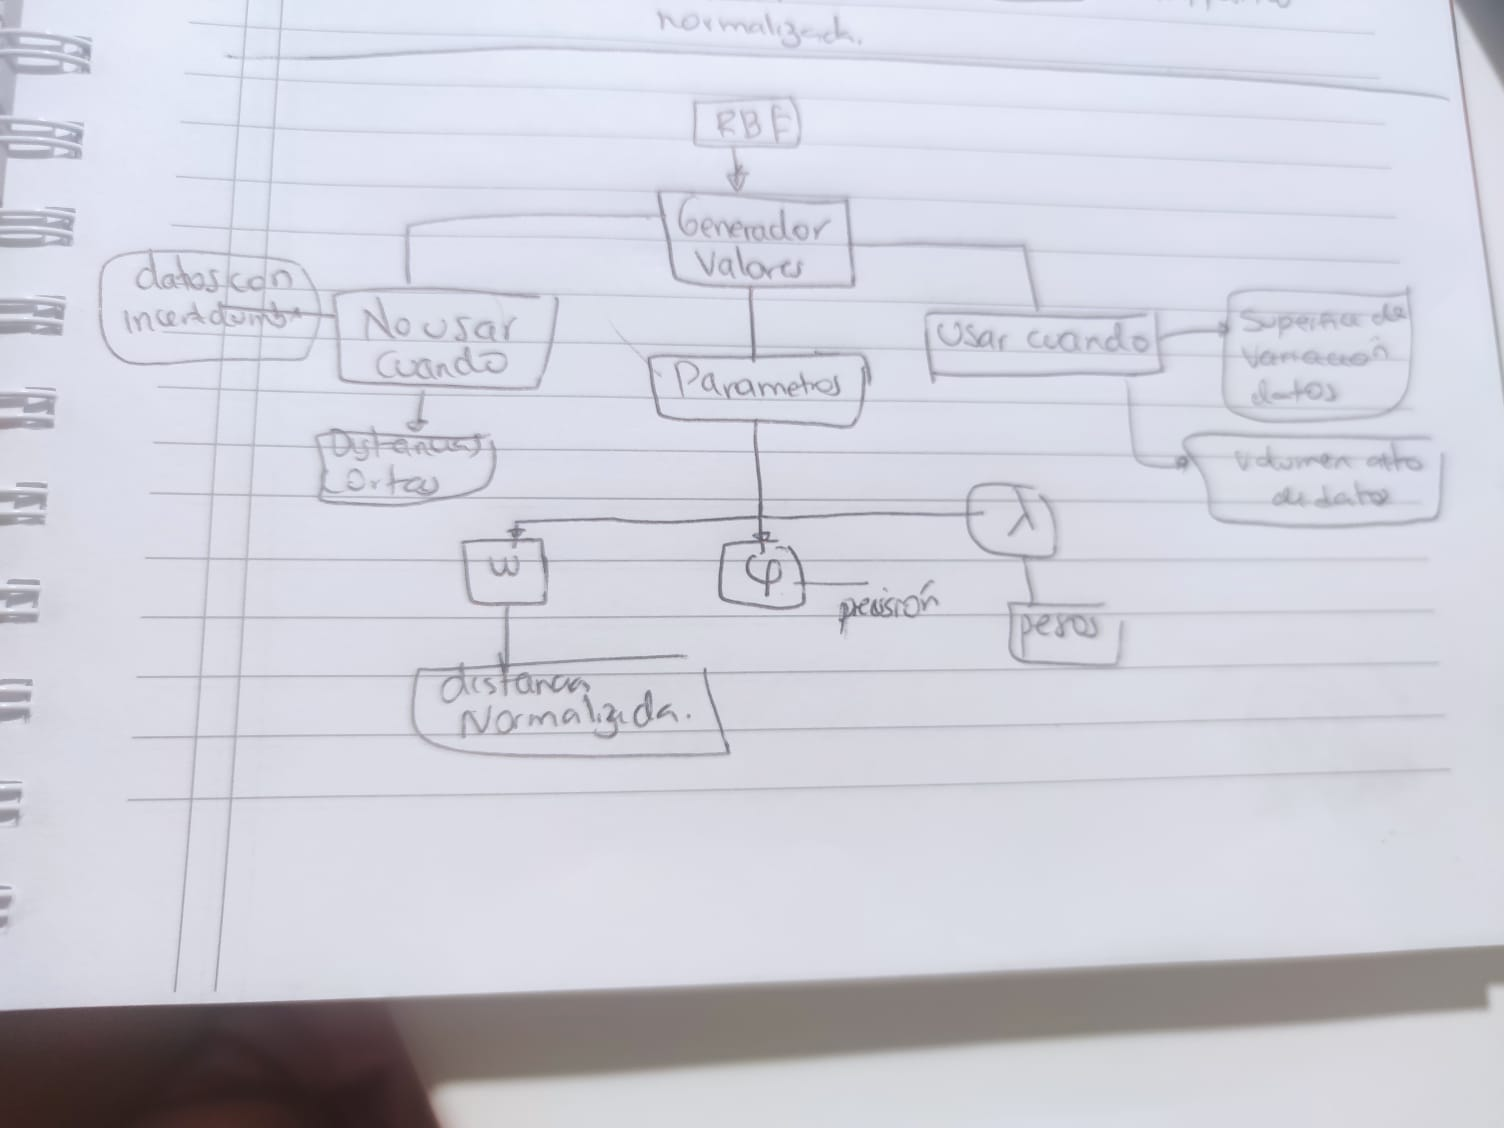 normalizada.
RBF
Generador
Valores
datos con
No usar
cuando
Distancias
Cortas
Parametros
Usar cuando
Superficie de
Variación
datos
Volumen alto
de datos
w
φ
precisión
λ
pesos
distancia
Normalizada.